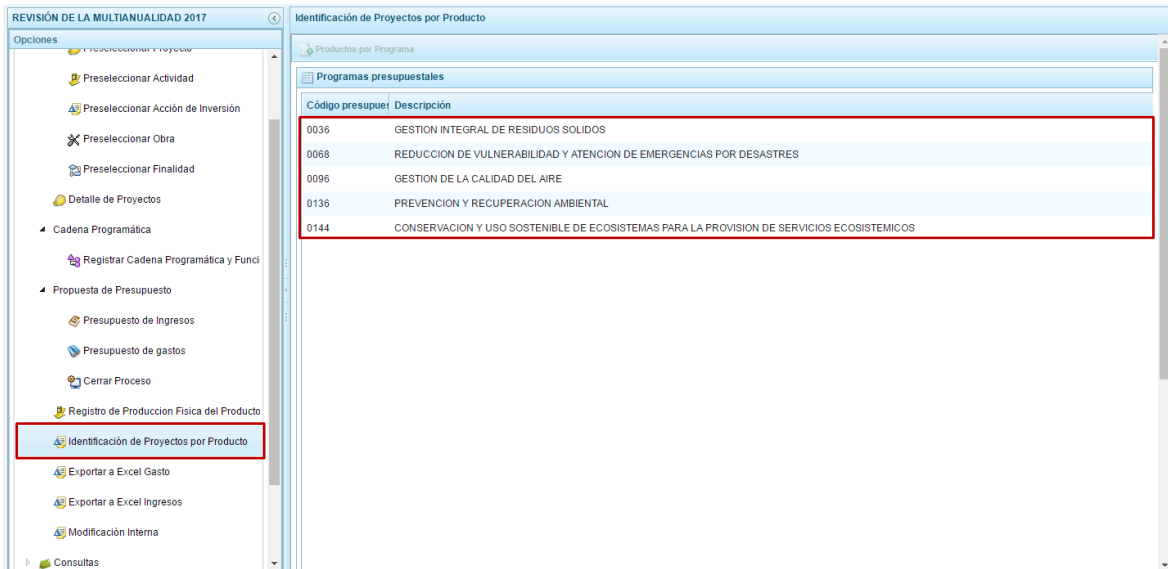 REVISIÓN DE LA MULTIANUALIDAD 2017
Opciones
Preseleccionar Proyecto
Preseleccionar Actividad
Preseleccionar Acción de Inversión
Preseleccionar Obra
Preseleccionar Finalidad
Detalle de Proyectos
Cadena Programática
Registrar Cadena Programática y Funci
Propuesta de Presupuesto
Presupuesto de Ingresos
Presupuesto de gastos
Cerrar Proceso
Registro de Produccion Fisica del Producto
Identificación de Proyectos por Producto
Exportar a Excel Gasto
Exportar a Excel Ingresos
Modificación Interna
Consultas
Identificación de Proyectos por Producto
Productos por Programa
Programas presupuestales
Código presupues Descripción
0036 GESTION INTEGRAL DE RESIDUOS SOLIDOS
0068 REDUCCION DE VULNERABILIDAD Y ATENCION DE EMERGENCIAS POR DESASTRES
0096 GESTION DE LA CALIDAD DEL AIRE
0136 PREVENCION Y RECUPERACION AMBIENTAL
0144 CONSERVACION Y USO SOSTENIBLE DE ECOSISTEMAS PARA LA PROVISION DE SERVICIOS ECOSISTEMICOS